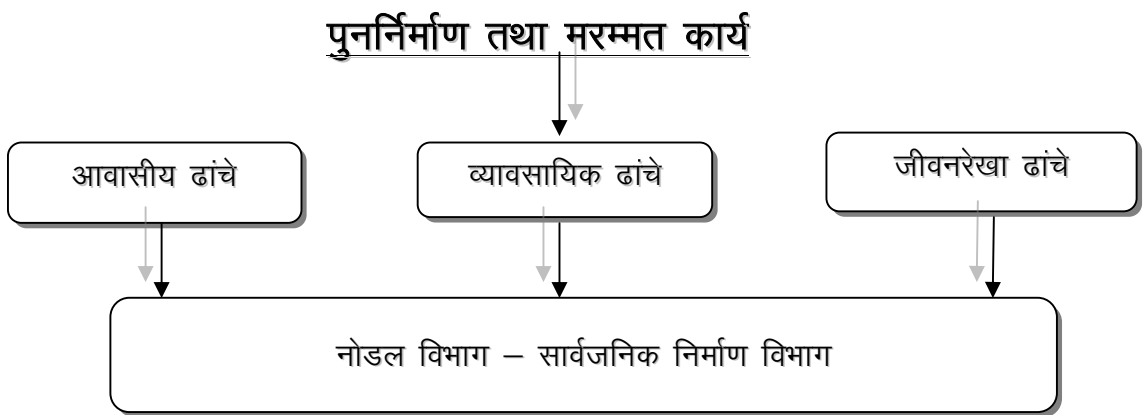 पुनर्निर्माण तथा मरम्मत कार्य
आवासीय ढांचे
व्यावसायिक ढांचे
जीवनरेखा ढांचे
नोडल विभाग – सार्वजनिक निर्माण विभाग